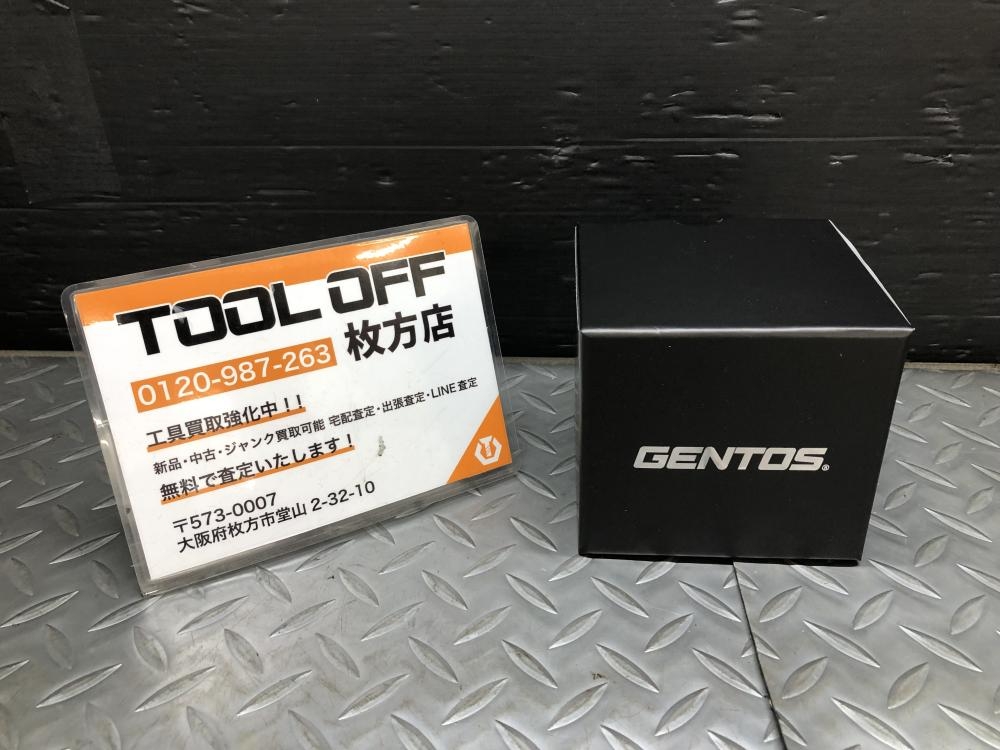 TOOL OFF
0120-987-263 枚方店
工具買取強化中！！
新品・中古・ジャンク買取可能 宅配査定・出張査定・LINE査定
無料で査定いたします！
〒573-0007
大阪府枚方市堂山 2-32-10
GENTOS®